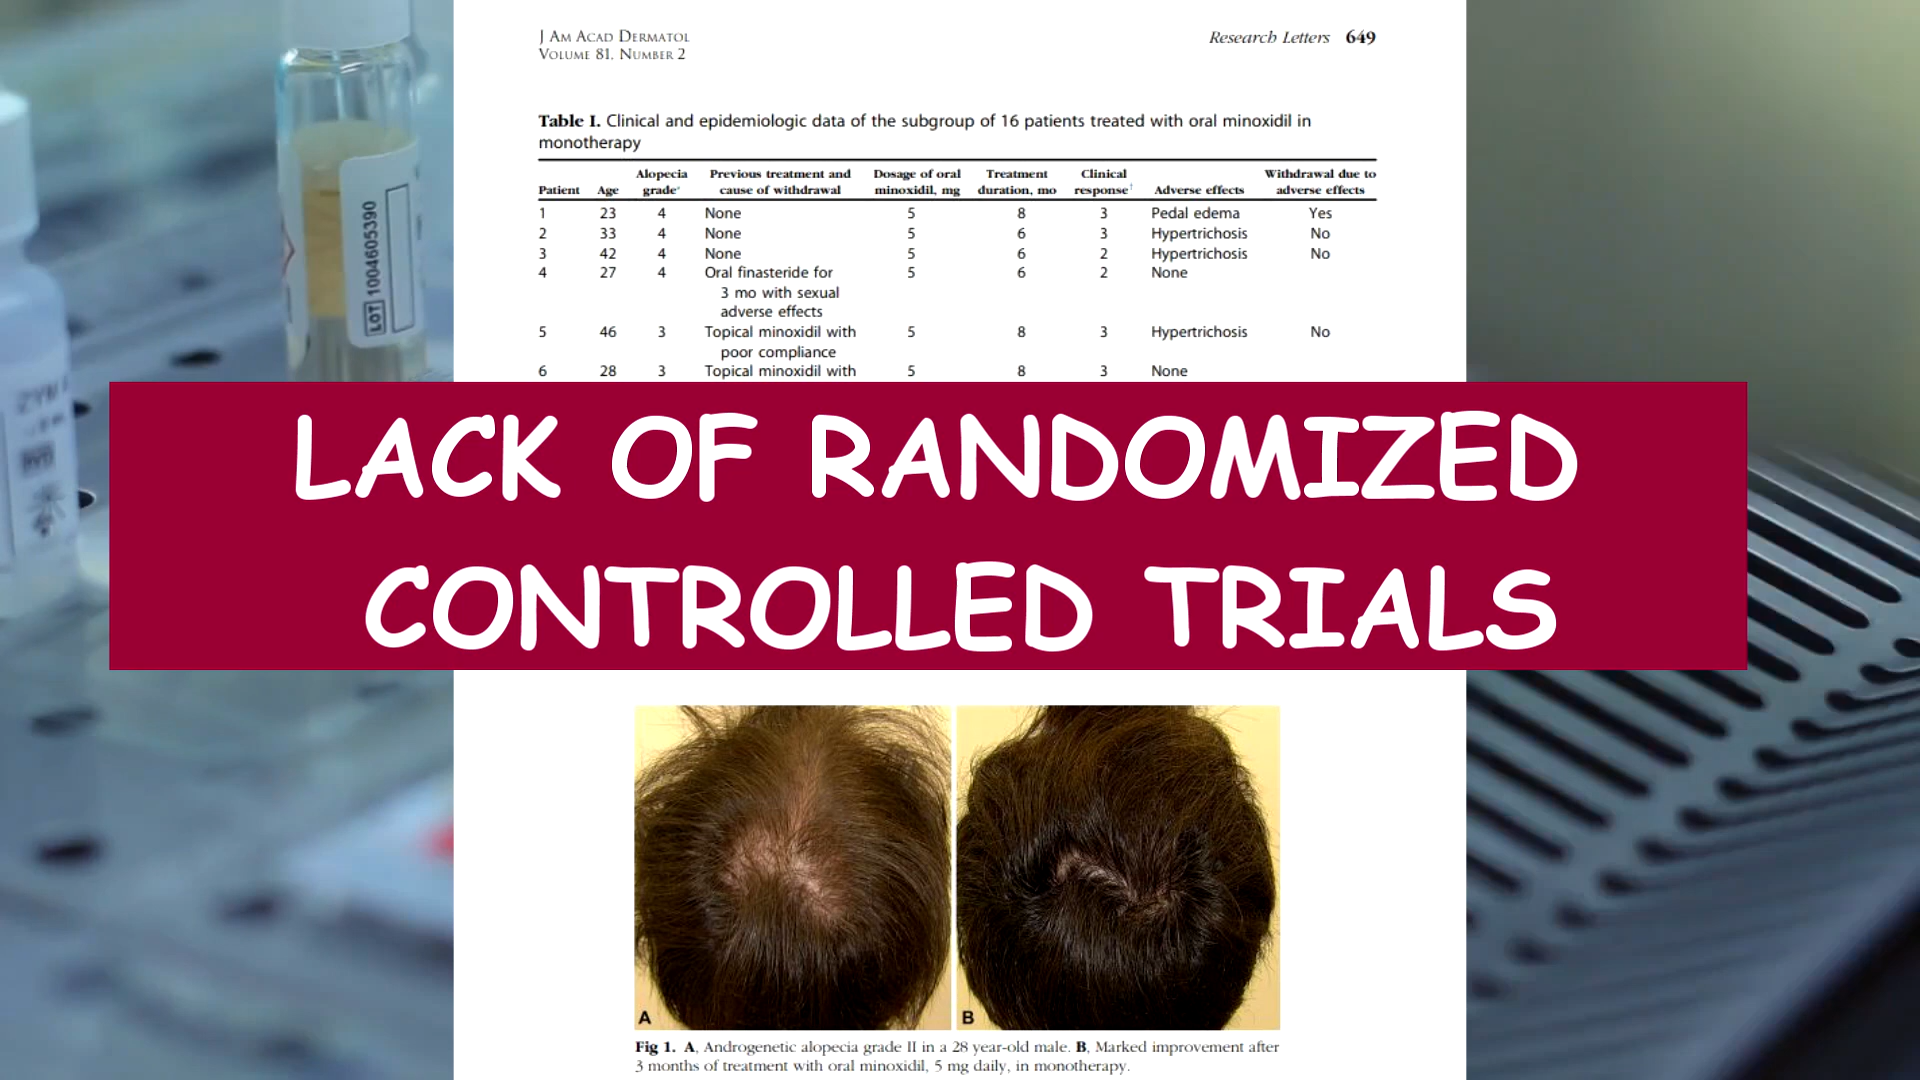 J AM ACAD DERMATOL
VOLUME 81, NUMBER 2
Research Letters 649
Table I. Clinical and epidemiologic data of the subgroup of 16 patients treated with oral minoxidil in
monotherapy
Patient Age Alopecia grade* Previous treatment and cause of withdrawal Dosage of oral minoxidil, mg Treatment duration, mo Clinical response† Adverse effects Withdrawal due to adverse effects
1 23 4 None 5 8 3 Pedal edema Yes
2 33 4 None 5 6 3 Hypertrichosis No
3 42 4 None 5 6 2 Hypertrichosis No
4 27 4 Oral finasteride for 5 6 2 None
3 mo with sexual
adverse effects
5 46 3 Topical minoxidil with 5 8 3 Hypertrichosis No
poor compliance
6 28 3 Topical minoxidil with 5 8 3 None
LOT 1004605390
LACK OF RANDOMIZED
CONTROLLED TRIALS
A
B
Fig 1. A, Androgenetic alopecia grade II in a 28 year-old male. B, Marked improvement after
3 months of treatment with oral minoxidil, 5 mg daily, in monotherapy.